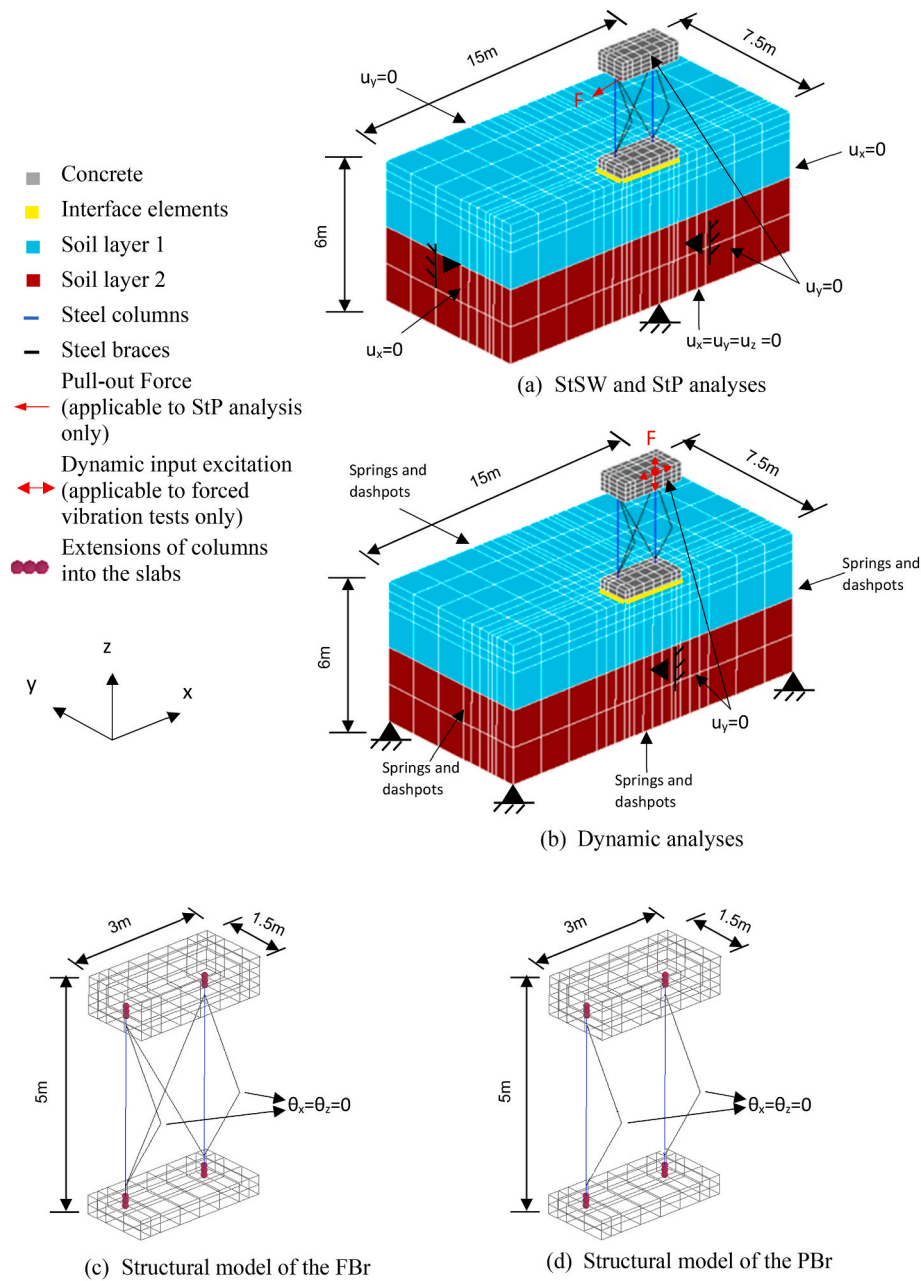 15m
7.5m
uy=0
F
ux=0
6m
uy=0
ux=0
ux=uy=uz =0
Concrete
Interface elements
Soil layer 1
Soil layer 2
Steel columns
Steel braces
Pull-out Force
(applicable to StP analysis
only)
Dynamic input excitation
(applicable to forced
vibration tests only)
Extensions of columns
into the slabs
(a) StSW and StP analyses
F
15m
7.5m
Springs and
dashpots
Springs and
dashpots
6m
uy=0
Springs and
dashpots
Springs and
dashpots
z
y
x
(b) Dynamic analyses
3m
1.5m
5m
θx=θz=0
(c) Structural model of the FBr
3m
1.5m
5m
θx=θz=0
(d) Structural model of the PBr